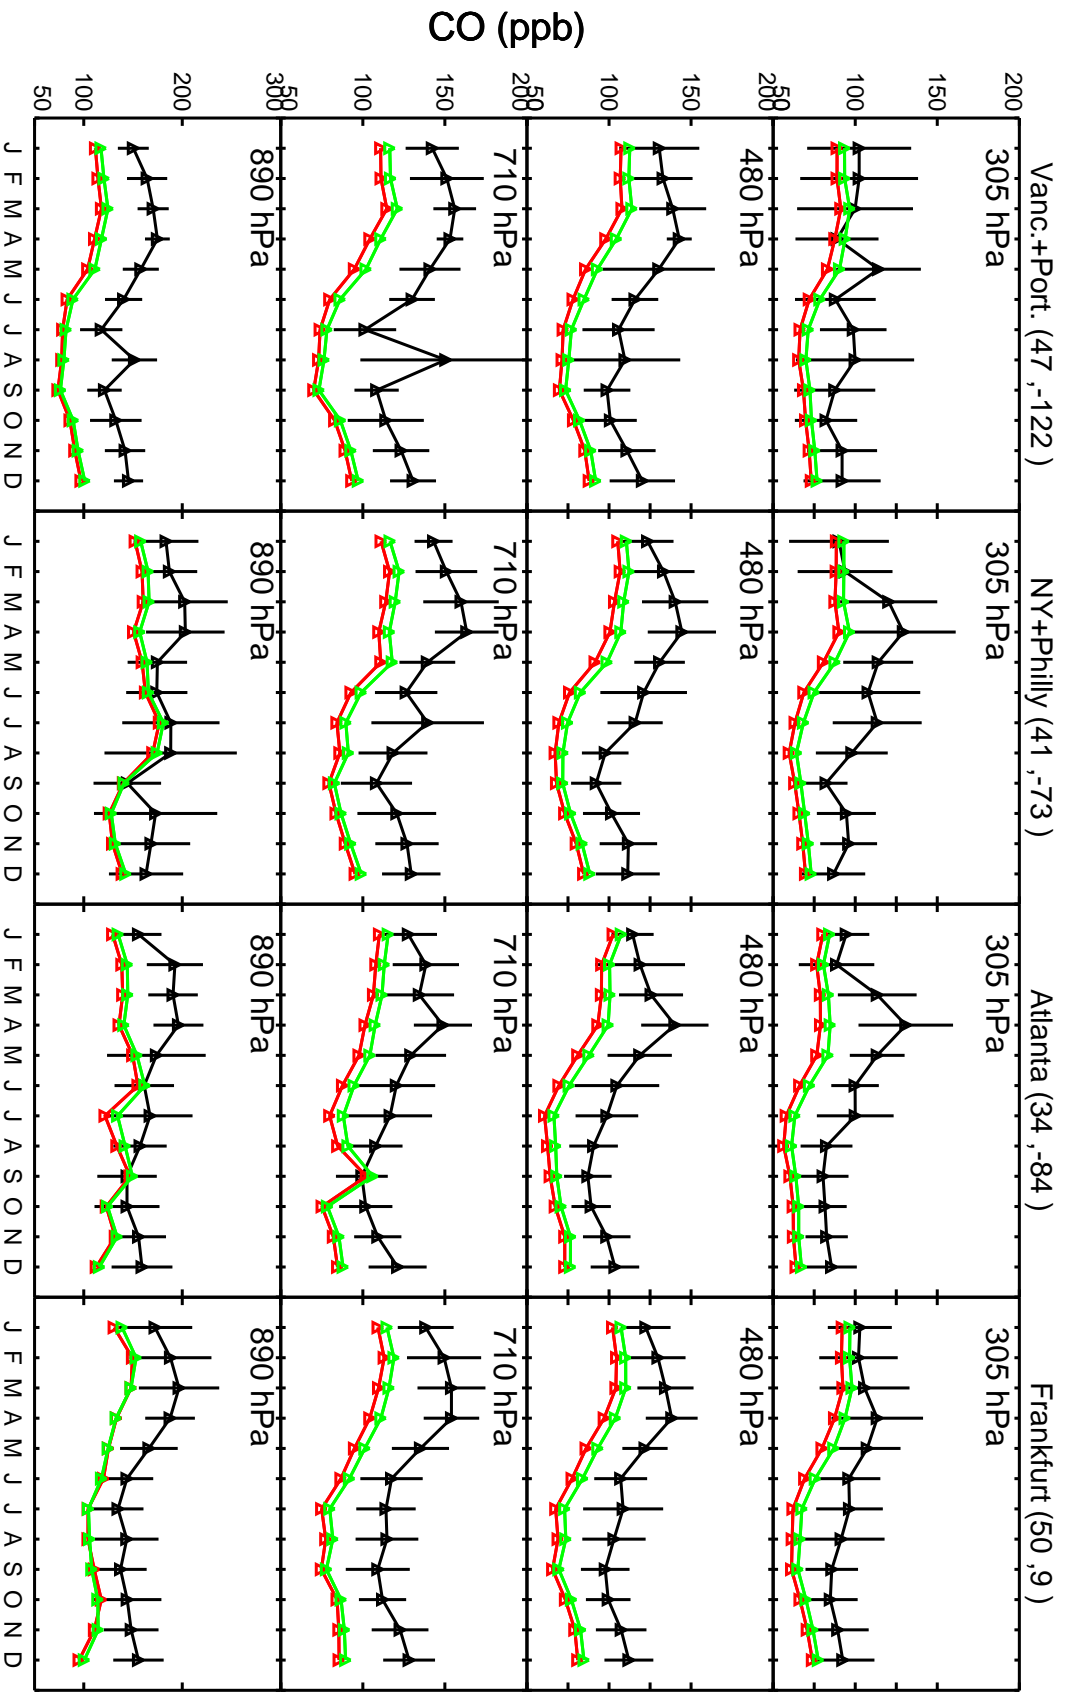 Vanc.+Port. (47 ,-122 )
NY+Philly (41 ,-73 )
Atlanta (34 ,-84 )
Frankfurt (50 ,9 )
CO (ppb)
200
150
100
50
305 hPa
305 hPa
305 hPa
305 hPa
200
150
100
50
480 hPa
480 hPa
480 hPa
480 hPa
200
150
100
50
710 hPa
710 hPa
710 hPa
710 hPa
300
200
100
50
890 hPa
890 hPa
890 hPa
890 hPa
J F M A M J J A S O N D
J F M A M J J A S O N D
J F M A M J J A S O N D
J F M A M J J A S O N D